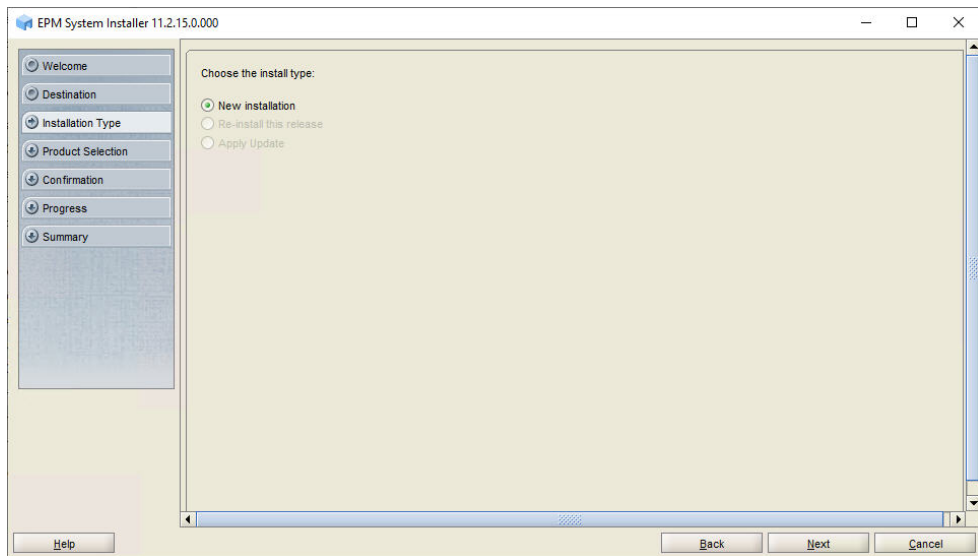 EPM System Installer 11.2.15.0.000
Welcome
Destination
Installation Type
Product Selection
Confirmation
Progress
Summary
Choose the install type:
New installation
Re-install this release
Apply Update
Help
Back
Next
Cancel